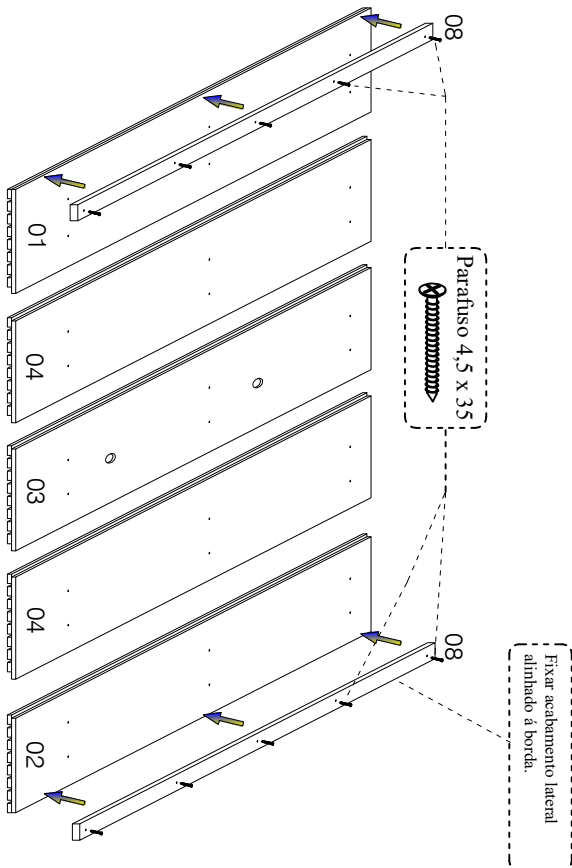 08
01
04
03
04
02
08
Parafuso 4,5 x 35
Fixar acabamento lateral
alinhado á borda.